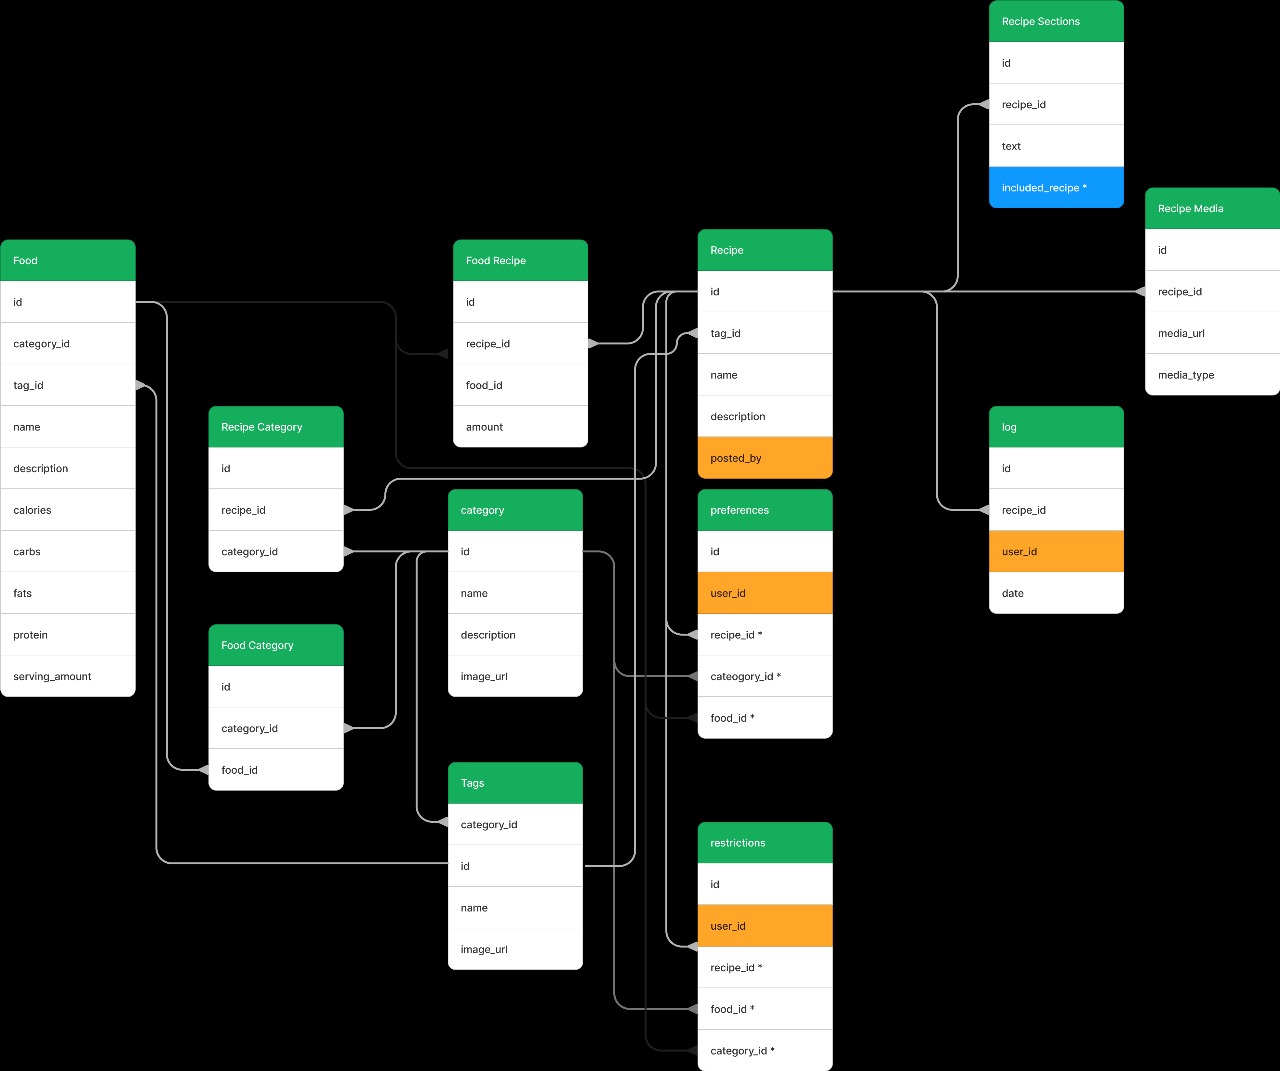 Recipe Sections
id
recipe_id
text
included_recipe *
Recipe Media
id
recipe_id
media_url
media_type
Food
id
category_id
tag_id
name
description
calories
carbs
fats
protein
serving_amount
Food Recipe
id
recipe_id
food_id
amount
Recipe
id
tag_id
name
description
posted_by
Recipe Category
id
recipe_id
category_id
log
id
recipe_id
user_id
date
category
id
name
description
image_url
preferences
id
user_id
recipe_id *
cateogory_id *
food_id *
Food Category
id
category_id
food_id
Tags
category_id
id
name
image_url
restrictions
id
user_id
recipe_id *
food_id *
category_id *